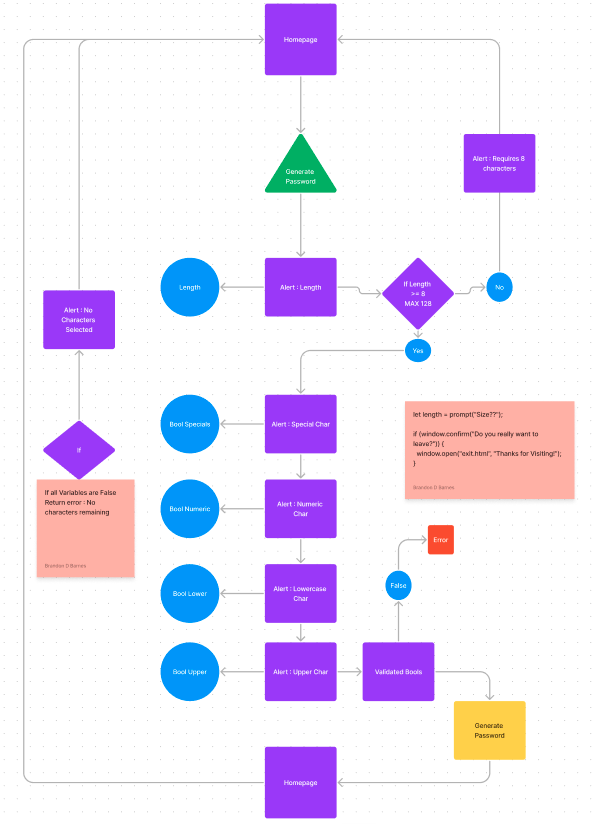 Homepage
Generate
Password
Alert : Requires 8
characters
Length
Alert : Length
If Length
>= 8
MAX 128
No
Alert : No
Characters
Selected
Yes
Bool Specials
Alert : Special Char
let length = prompt("Size??");
if (window.confirm("Do you really want to
leave?")) {
window.open("exit.html", "Thanks for Visiting!");
}
Brandon D Barnes
If
If all Variables are False
Return error : No
characters remaining
Brandon D Barnes
Bool Numeric
Alert : Numeric
Char
Error
False
Bool Lower
Alert : Lowercase
Char
Bool Upper
Alert : Upper Char
Validated Bools
Generate
Password
Homepage